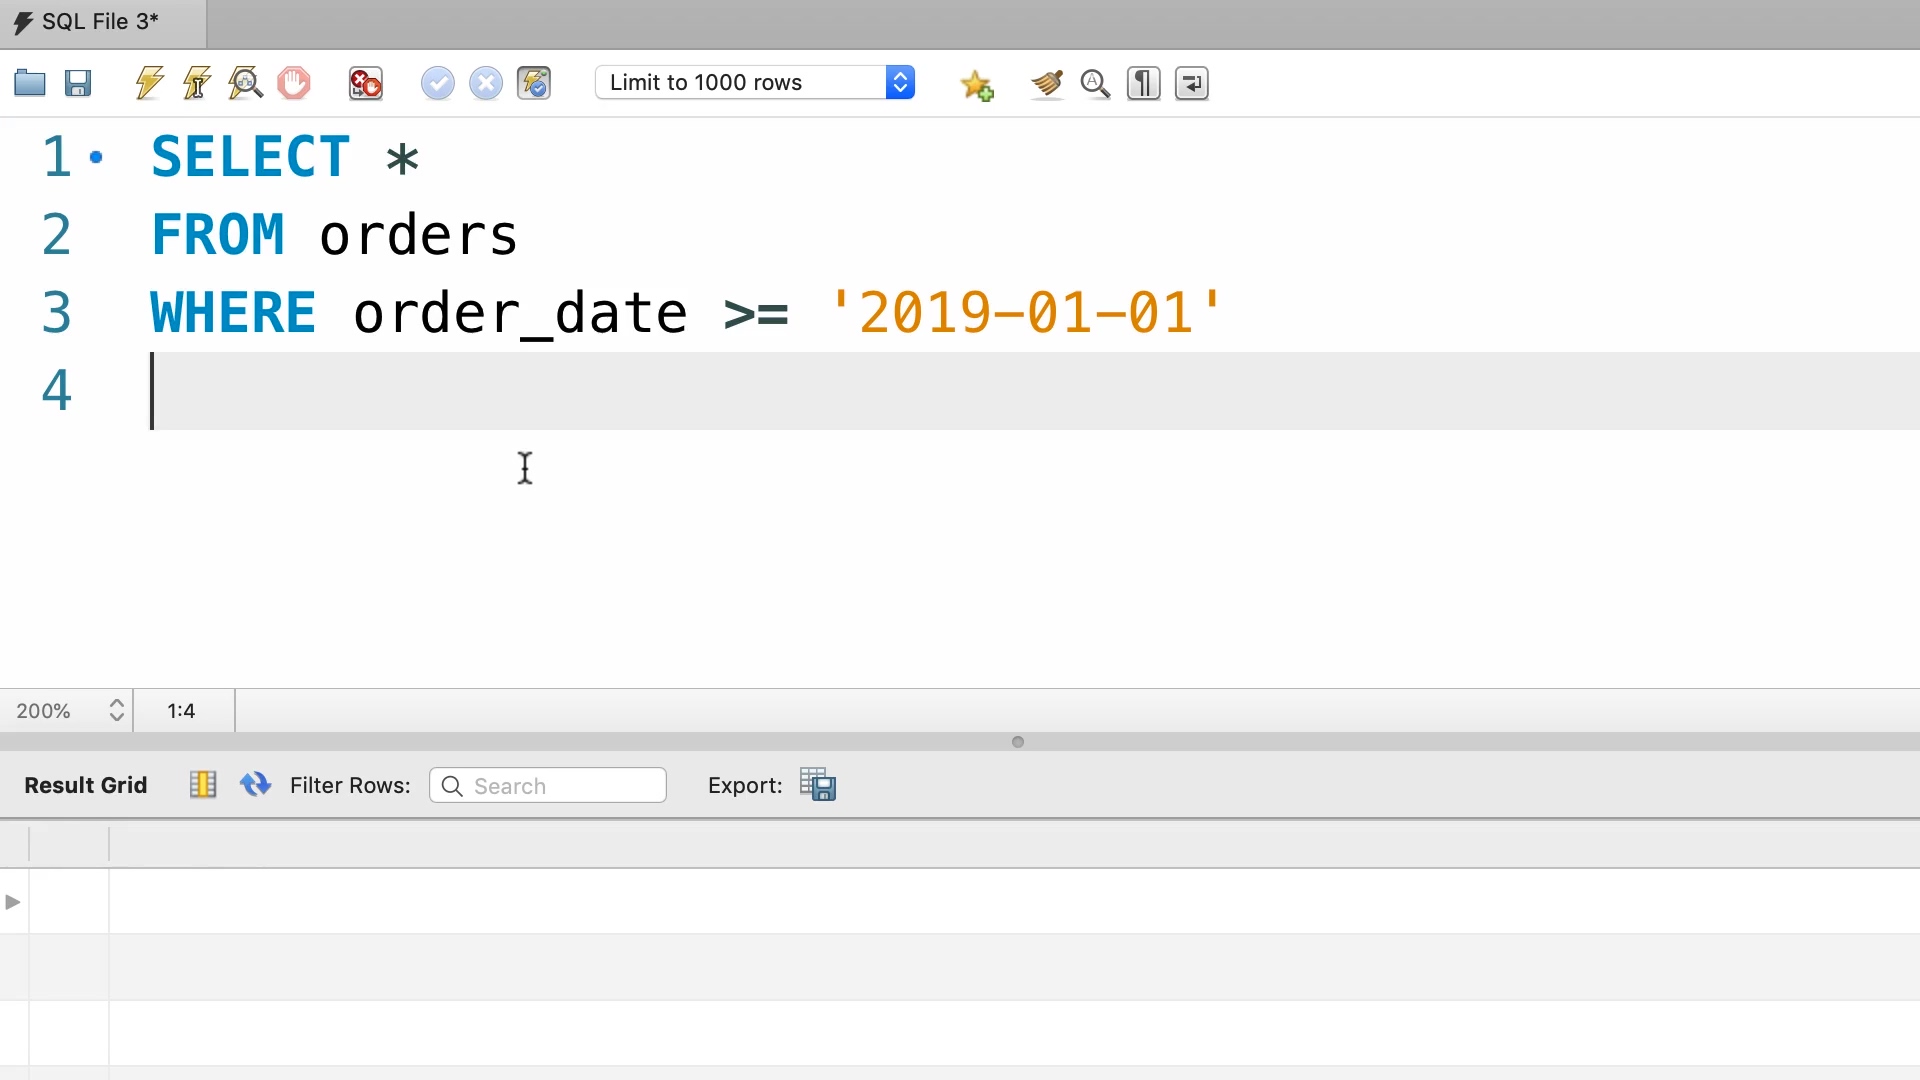 SQL File 3*
Limit to 1000 rows
1 SELECT *
2 FROM orders
3 WHERE order_date >= '2019-01-01'
4
200% 1:4
Result Grid Filter Rows: Search Export: